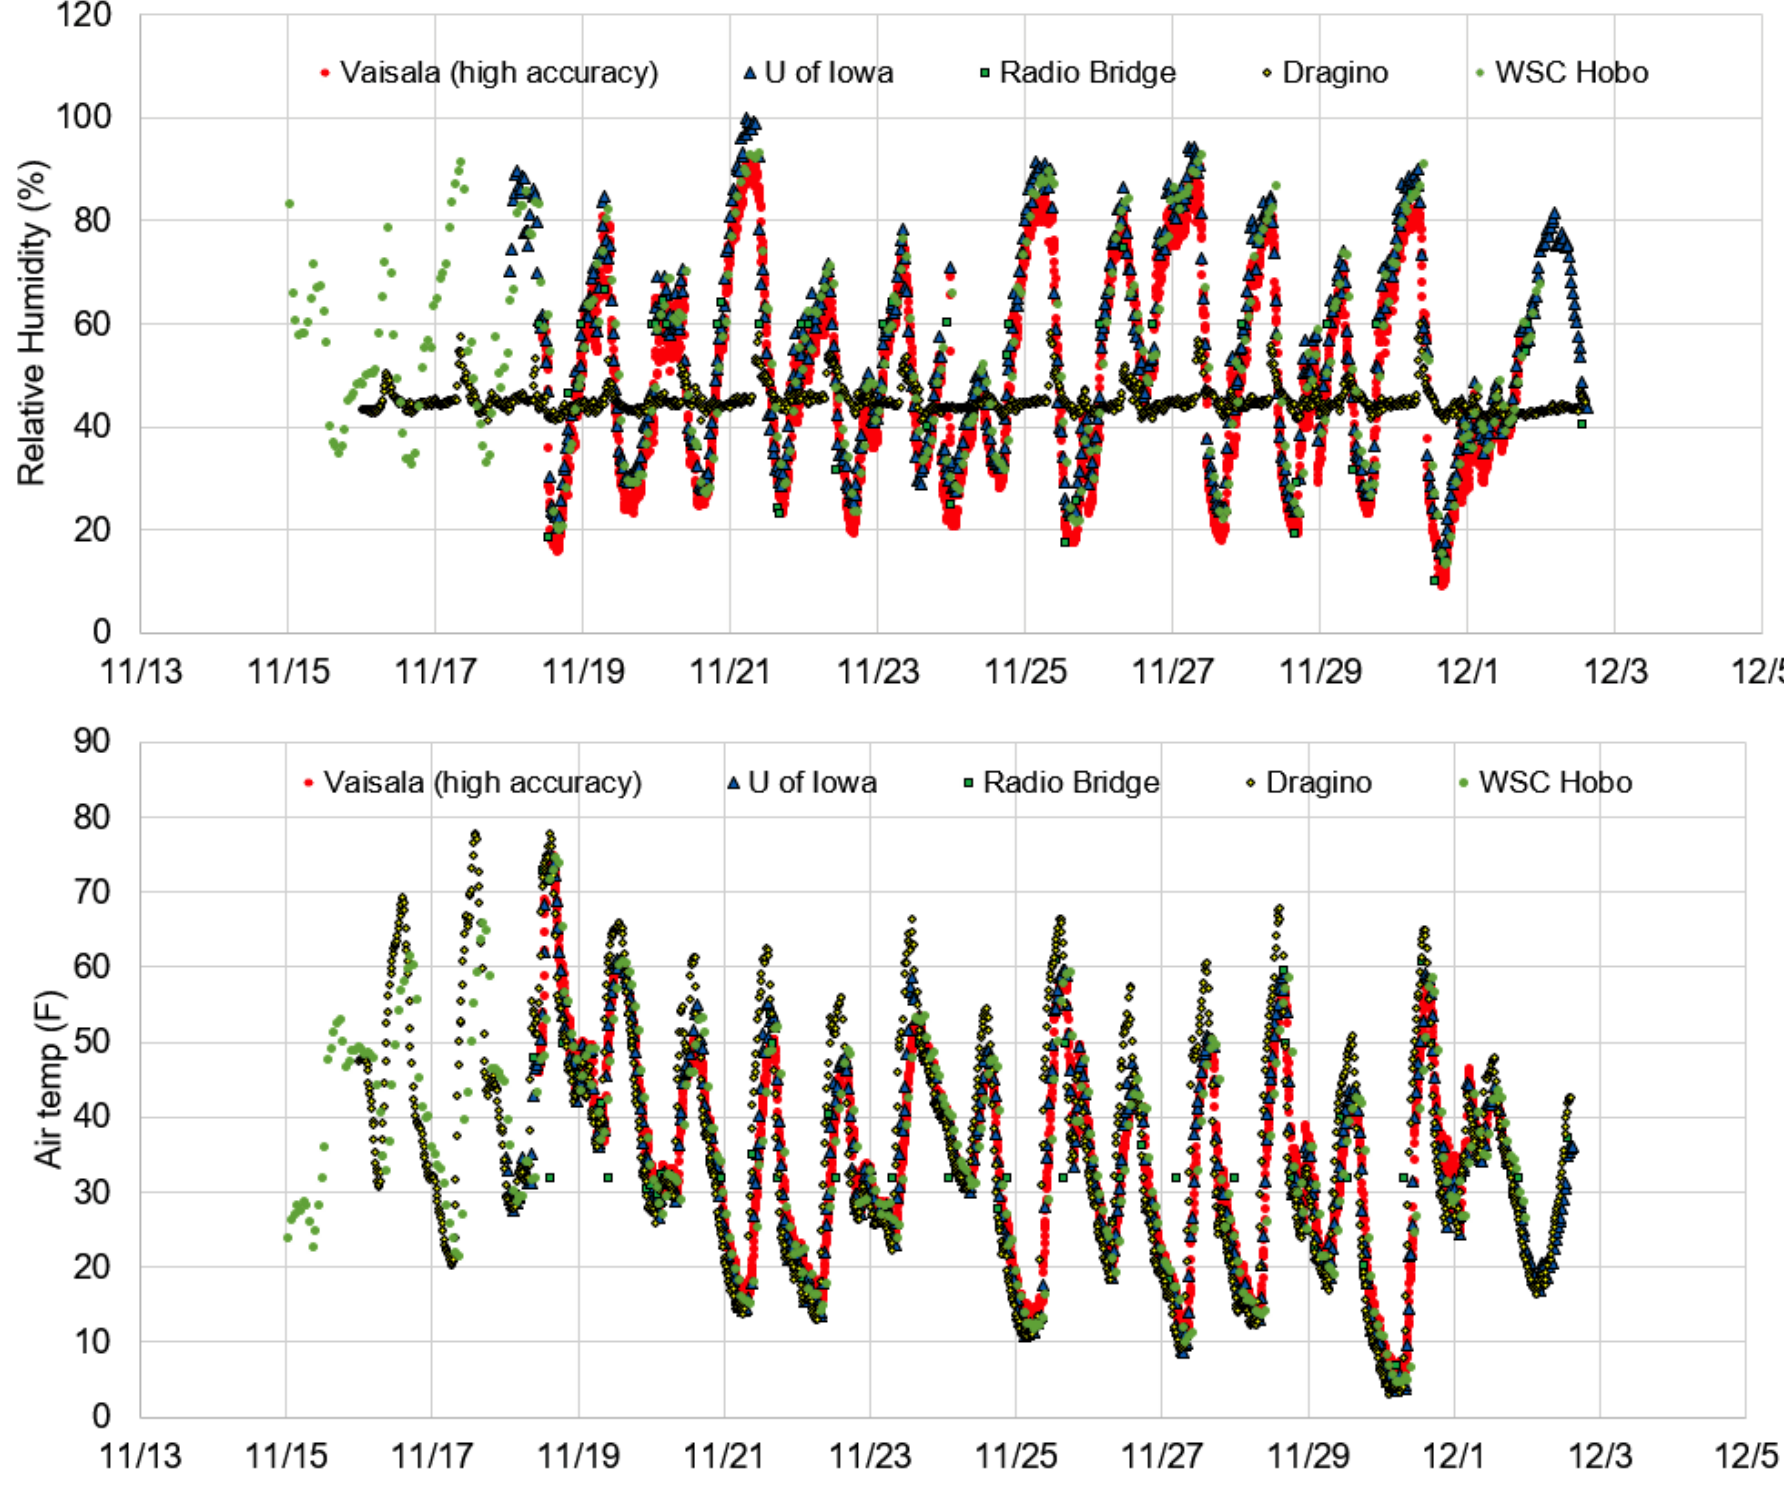 120
Vaisala (high accuracy) U of Iowa Radio Bridge Dragino WSC Hobo
100
80
60
40
20
0
Relative Humidity (%)
11/13 11/15 11/17 11/19 11/21 11/23 11/25 11/27 11/29 12/1 12/3 12/5
90
Vaisala (high accuracy) U of Iowa Radio Bridge Dragino WSC Hobo
80
70
60
50
40
30
20
10
0
Air temp (F)
11/13 11/15 11/17 11/19 11/21 11/23 11/25 11/27 11/29 12/1 12/3 12/5